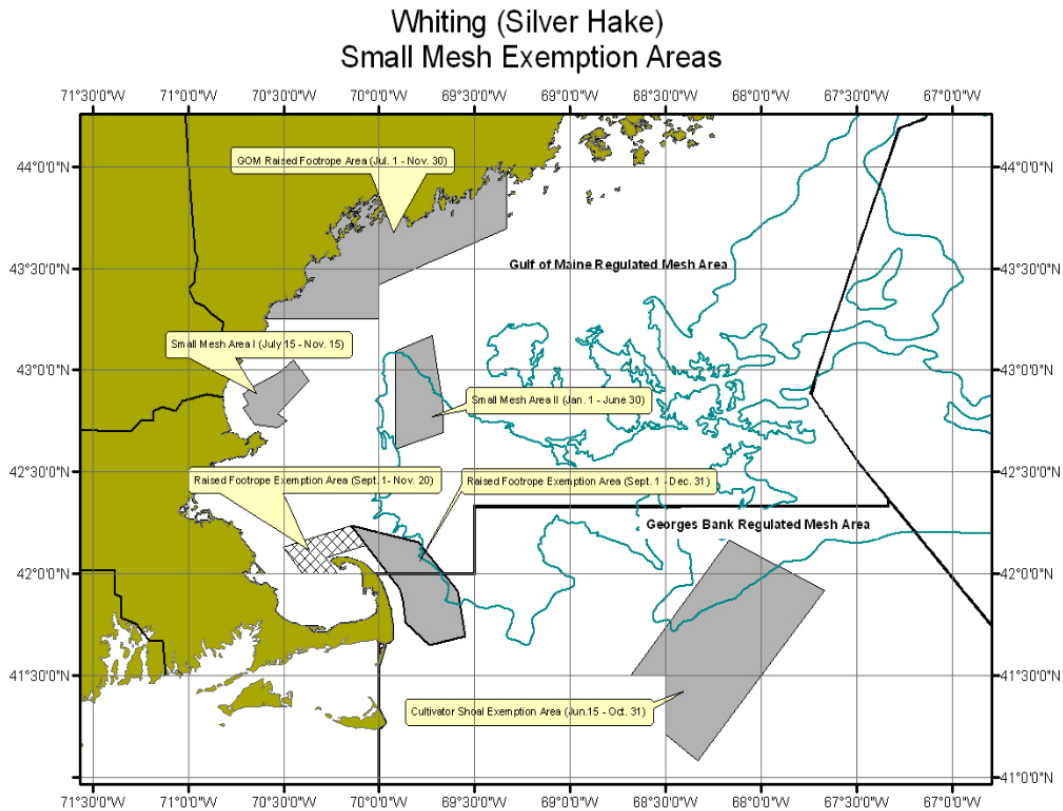 Whiting (Silver Hake)
Small Mesh Exemption Areas
71°30'0"W 71°0'0"W 70°30'0"W 70°0'0"W 69°30'0"W 69°0'0"W 68°30'0"W 68°0'0"W 67°30'0"W 67°0'0"W
44°0'0"N 44°0'0"N
GOM Raised Footrope Area (Jul. 1 - Nov. 30)
43°30'0"N 43°30'0"N
Gulf of Maine Regulated Mesh Area
Small Mesh Area I (July 15 - Nov. 15)
43°0'0"N 43°0'0"N
Small Mesh Area II (Jan. 1 - June 30)
42°30'0"N 42°30'0"N
Raised Footrope Exemption Area (Sept. 1- Nov. 20)
Raised Footrope Exemption Area (Sept. 1 - Dec. 31)
Georges Bank Regulated Mesh Area
42°0'0"N 42°0'0"N
41°30'0"N 41°30'0"N
Cultivator Shoal Exemption Area (Jun.15 - Oct. 31)
41°0'0"N 41°0'0"N
71°30'0"W 71°0'0"W 70°30'0"W 70°0'0"W 69°30'0"W 69°0'0"W 68°30'0"W 68°0'0"W 67°30'0"W 67°0'0"W